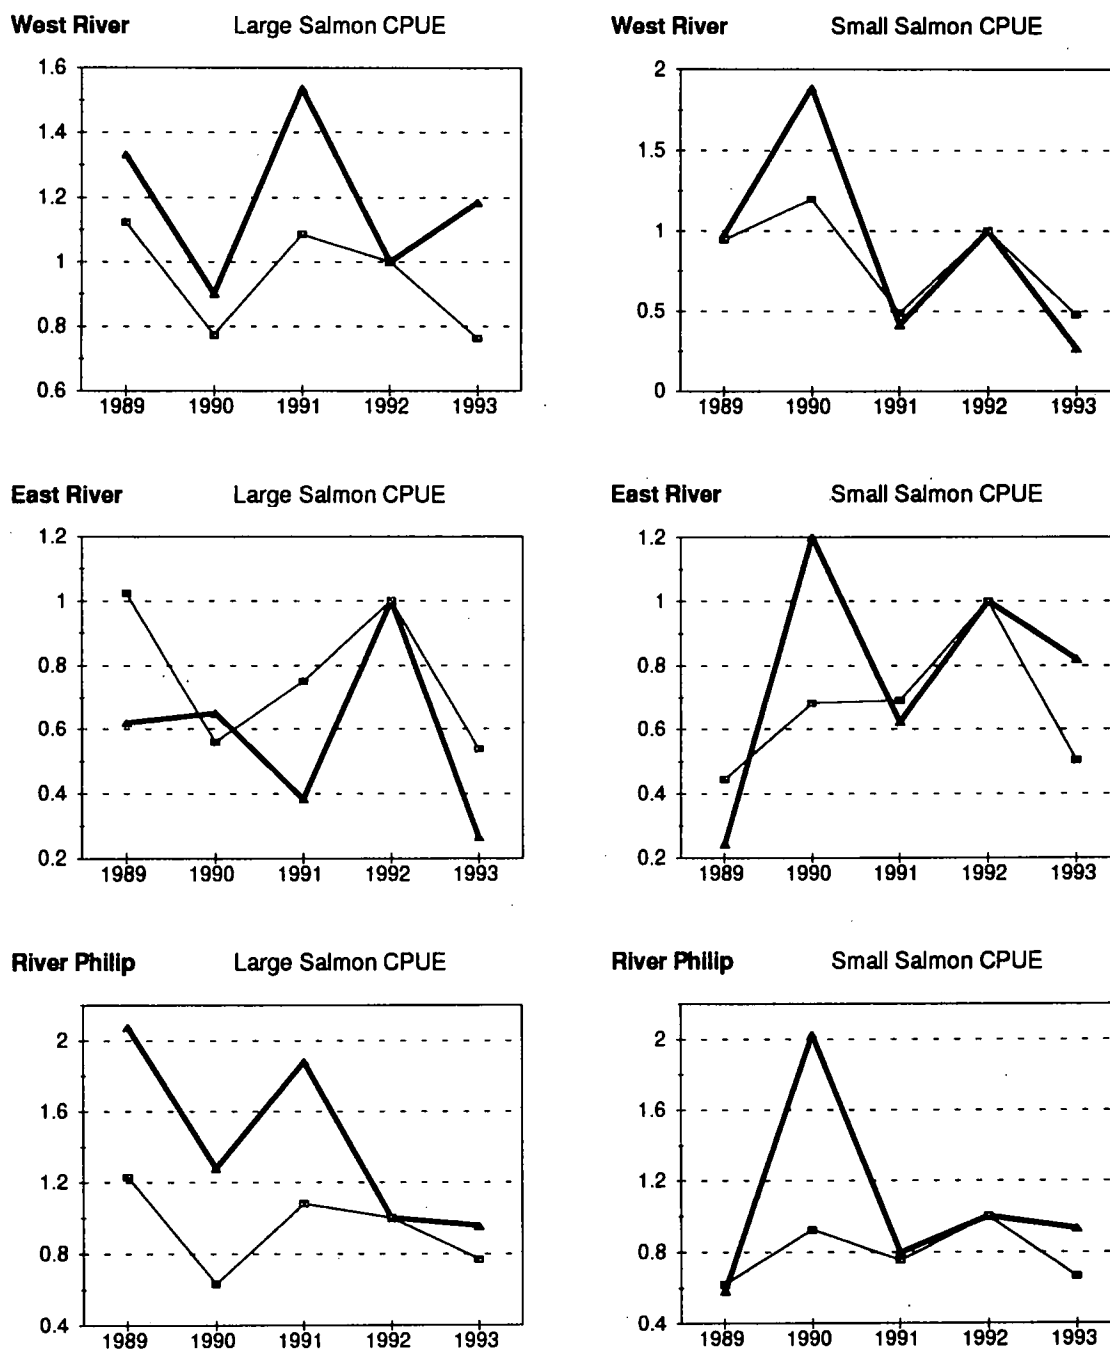 West River Large Salmon CPUE
1.6
1.4
1.2
1
0.8
0.6
1989 1990 1991 1992 1993
West River Small Salmon CPUE
2
1.5
1
0.5
0
1989 1990 1991 1992 1993
East River Large Salmon CPUE
1.2
1
0.8
0.6
0.4
0.2
1989 1990 1991 1992 1993
East River Small Salmon CPUE
1.2
1
0.8
0.6
0.4
0.2
1989 1990 1991 1992 1993
River Philip Large Salmon CPUE
2
1.6
1.2
0.8
0.4
1989 1990 1991 1992 1993
River Philip Small Salmon CPUE
2
1.6
1.2
0.8
0.4
1989 1990 1991 1992 1993